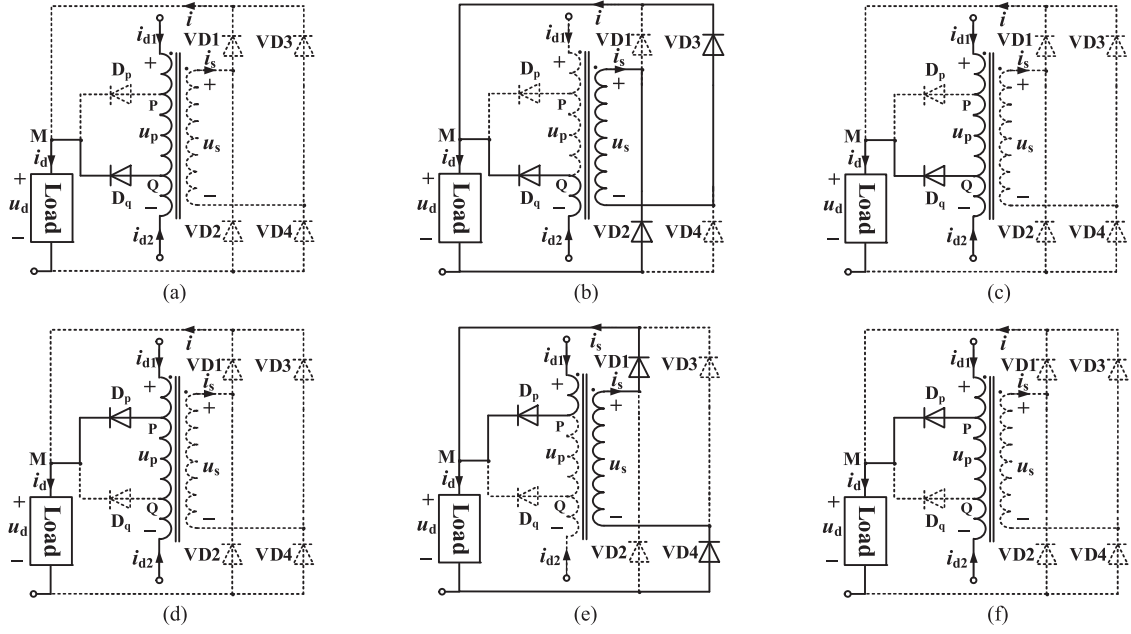 i
i_d1
VD1
VD3
i_s
+
+
D_p
P
M
u_p
u_s
i_d
+
Load
Q
u_d
D_q
−
−
−
VD2
VD4
i_d2
(a)
i
i_d1
VD1
VD3
i_s
+
+
D_p
P
M
u_p
u_s
i_d
+
Load
Q
u_d
D_q
−
−
−
VD2
VD4
i_d2
(b)
i
i_d1
VD1
VD3
i_s
+
+
D_p
P
M
u_p
u_s
i_d
+
Load
Q
u_d
D_q
−
−
−
VD2
VD4
i_d2
(c)
i
i_d1
VD1
VD3
i_s
+
+
D_p
P
M
u_p
u_s
i_d
+
Load
Q
u_d
D_q
−
−
−
VD2
VD4
i_d2
(d)
i_s
i_d1
VD1
VD3
i_s
+
+
D_p
P
M
u_p
u_s
i_d
+
Load
Q
u_d
D_q
−
−
−
VD2
VD4
i_d2
(e)
i
i_d1
VD1
VD3
i_s
+
+
D_p
P
M
u_p
u_s
i_d
+
Load
Q
u_d
D_q
−
−
−
VD2
VD4
i_d2
(f)